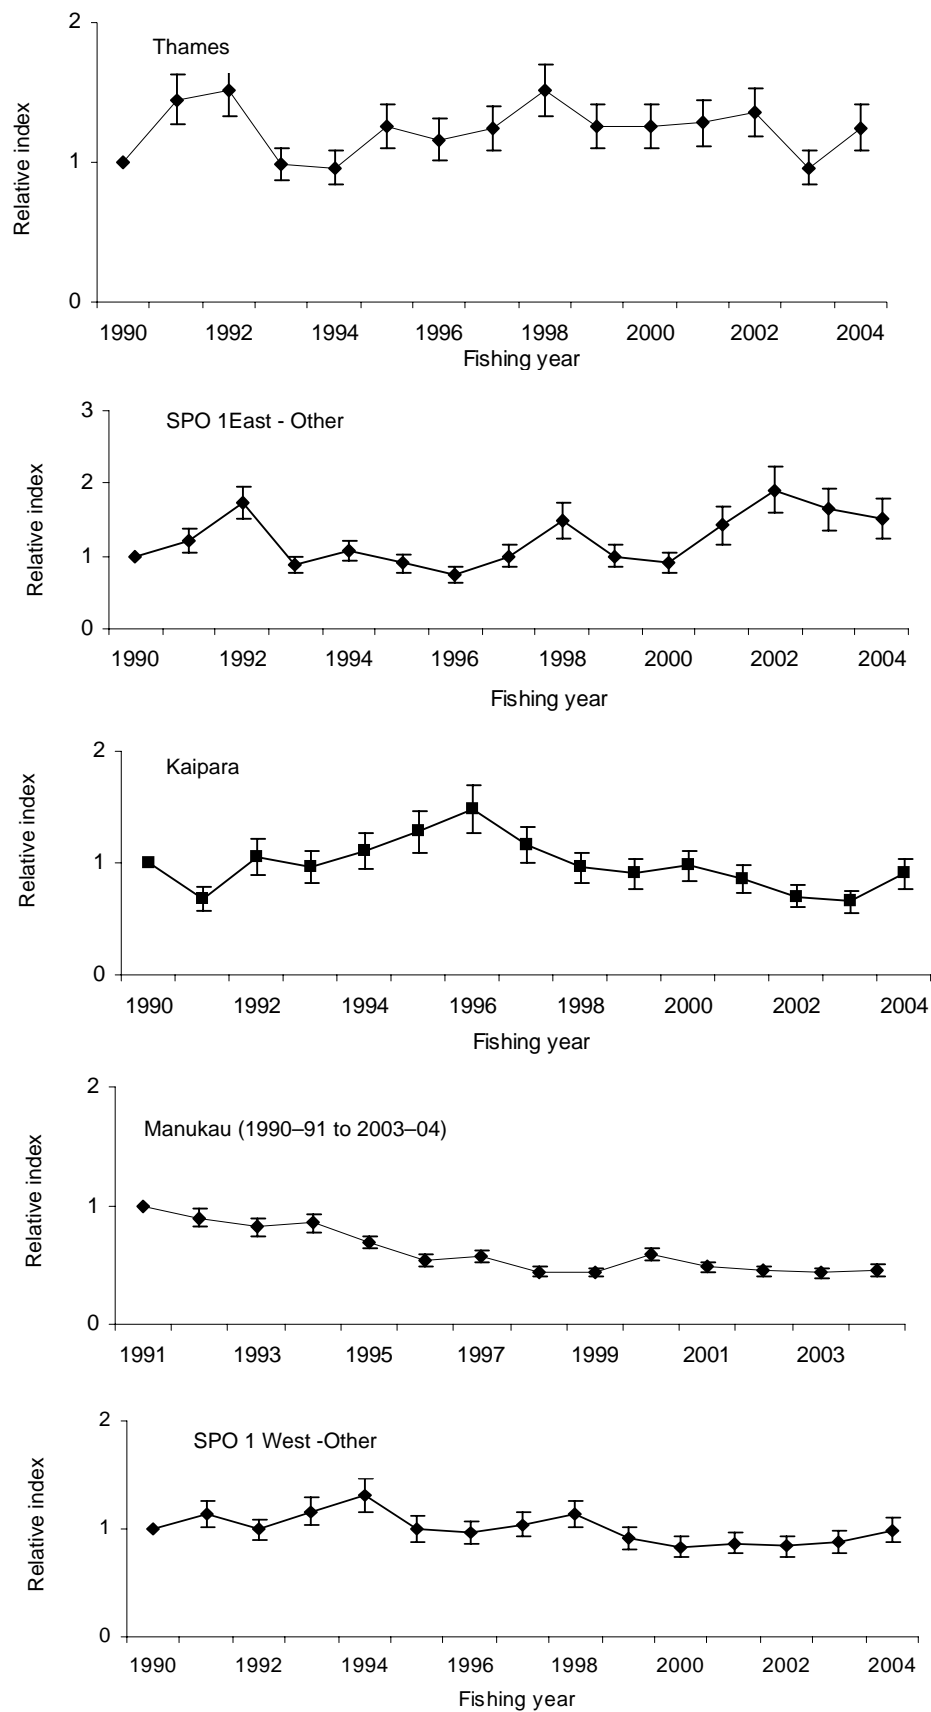 2
Thames
Relative index
1
0
1990 1992 1994 1996 1998 2000 2002 2004
Fishing year
3
SPO 1East - Other
Relative index
2
1
0
1990 1992 1994 1996 1998 2000 2002 2004
Fishing year
2
Kaipara
Relative index
1
0
1990 1992 1994 1996 1998 2000 2002 2004
Fishing year
2
Manukau (1990–91 to 2003–04)
Relative index
1
0
1991 1993 1995 1997 1999 2001 2003
2
SPO 1 West -Other
Relative index
1
0
1990 1992 1994 1996 1998 2000 2002 2004
Fishing year